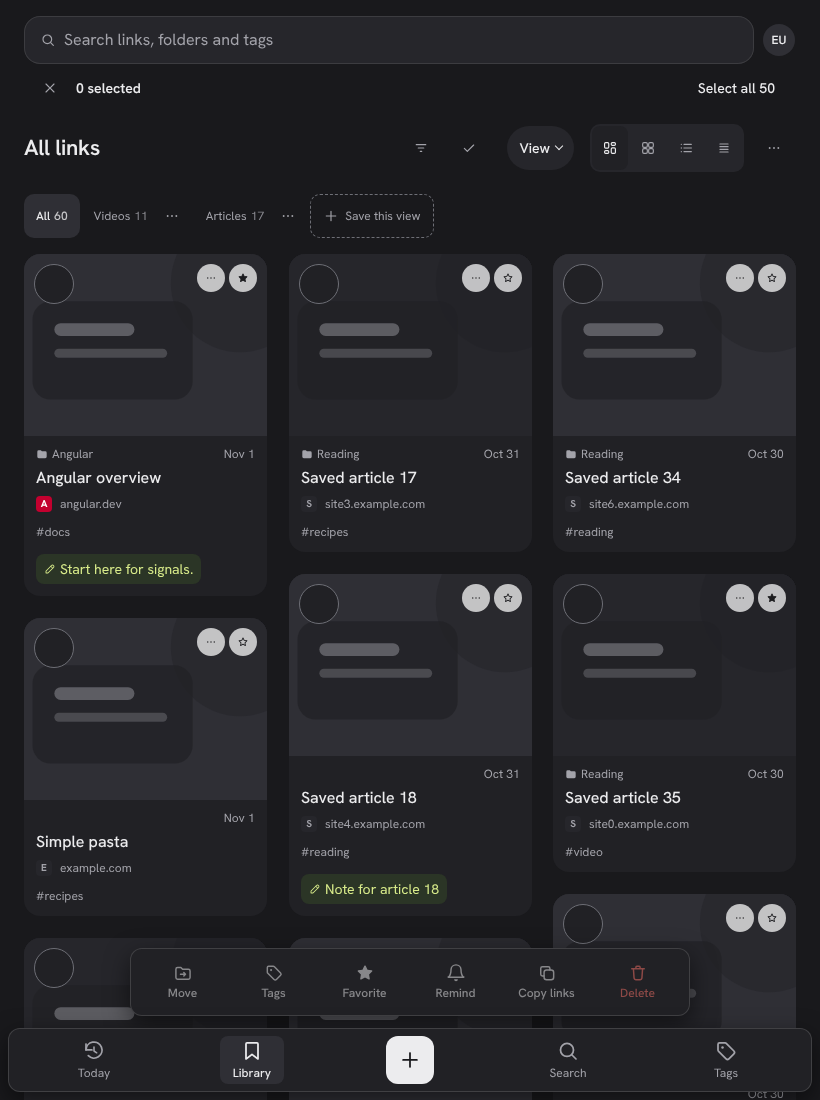 Search links, folders and tags
EU
0 selected
Select all 50
All links
View
All 60
Videos 11
Articles 17
Save this view
Angular
Nov 1
Angular overview
A
angular.dev
#docs
Start here for signals.
Reading
Oct 31
Saved article 17
S
site3.example.com
#recipes
Reading
Oct 30
Saved article 34
S
site6.example.com
#reading
Nov 1
Simple pasta
E
example.com
#recipes
Oct 31
Saved article 18
S
site4.example.com
#reading
Note for article 18
Reading
Oct 30
Saved article 35
S
site0.example.com
#video
Move
Tags
Favorite
Remind
Copy links
Delete
Today
Library
Search
Tags
Oct 30